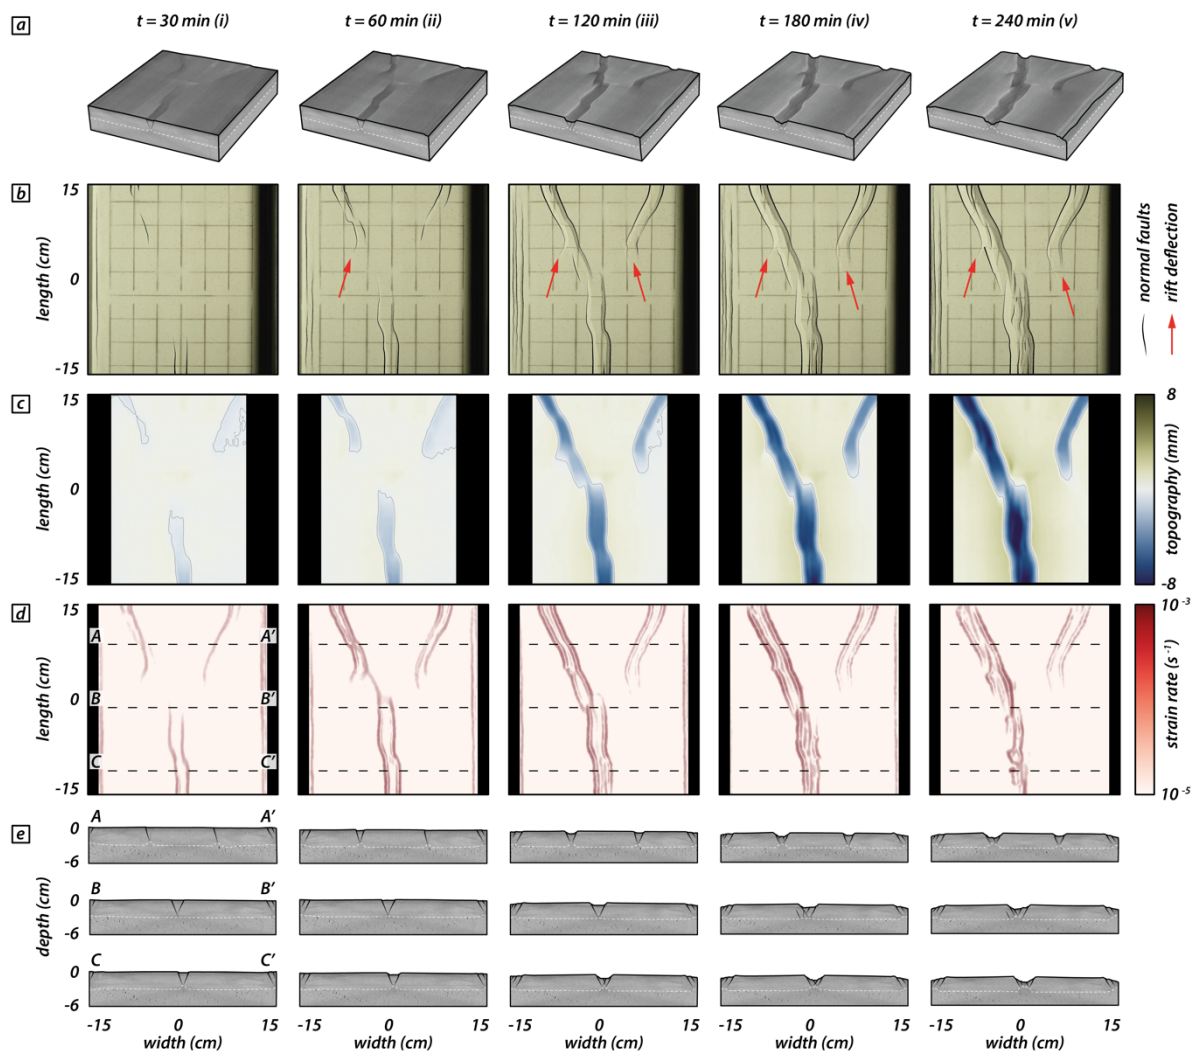 a
t = 30 min (i)
t = 60 min (ii)
t = 120 min (iii)
t = 180 min (iv)
t = 240 min (v)
b
15
0
-15
length (cm)
normal faults
rift deflection
c
15
0
-15
length (cm)
8
-8
topography (mm)
d
15
0
-15
length (cm)
A A'
B B'
C C'
10⁻³
10⁻⁵
strain rate (s⁻¹)
e
A A'
0
-6
B B'
0
-6
C C'
0
-6
depth (cm)
-15 0 15
-15 0 15
-15 0 15
-15 0 15
-15 0 15
width (cm)
width (cm)
width (cm)
width (cm)
width (cm)